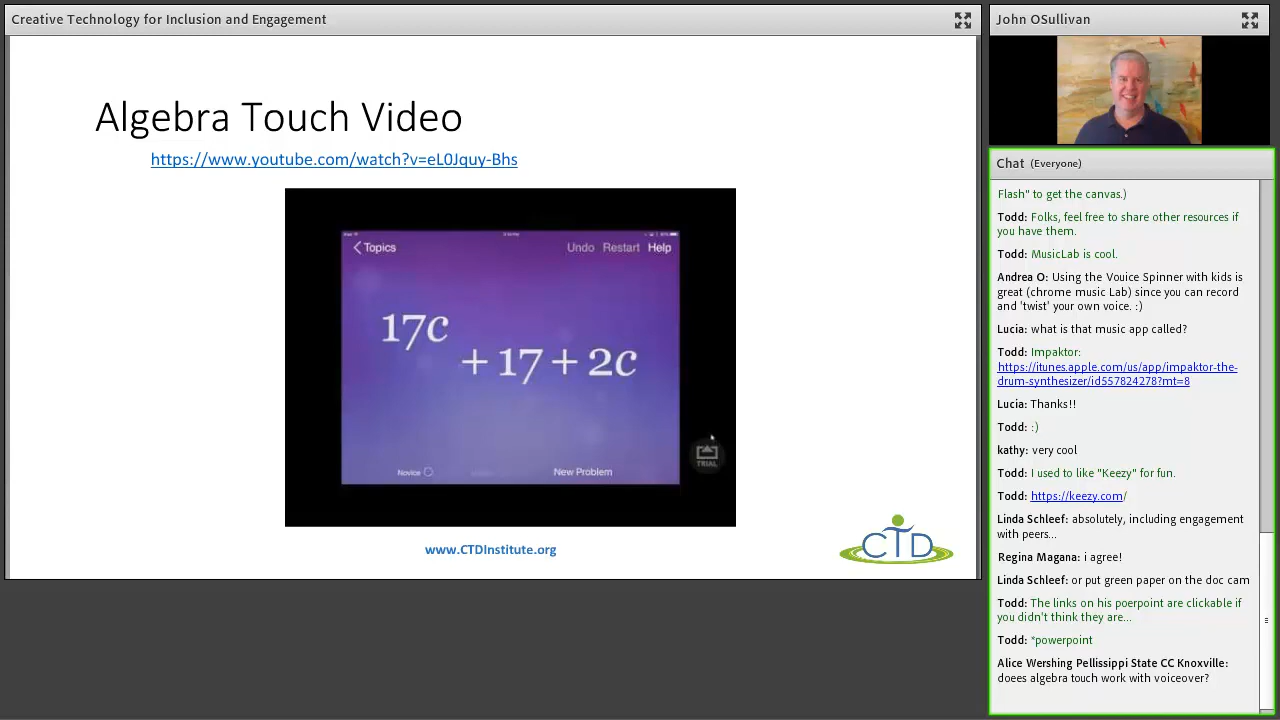 Creative Technology for Inclusion and Engagement
Algebra Touch Video
https://www.youtube.com/watch?v=eL0Jquy-Bhs
Topics
Undo Restart Help
17c
+ 17 + 2c
TRIAL
Novice
New Problem
www.CTDInstitute.org
CTD
John OSullivan
Chat (Everyone)
Flash" to get the canvas.)
Todd: Folks, feel free to share other resources if
you have them.
Todd: MusicLab is cool.
Andrea O: Using the Vouice Spinner with kids is
great (chrome music Lab) since you can record
and 'twist' your own voice. :)
Lucia: what is that music app called?
Todd: Impaktor:
https://itunes.apple.com/us/app/impaktor-the-
drum-synthesizer/id557824278?mt=8
Lucia: Thanks!!
Todd: :)
kathy: very cool
Todd: I used to like "Keezy" for fun.
Todd: https://keezy.com/
Linda Schleef: absolutely, including engagement
with peers...
Regina Magana: i agree!
Linda Schleef: or put green paper on the doc cam
Todd: The links on his poerpoint are clickable if
you didn't think they are...
Todd: *powerpoint
Alice Wershing Pellissippi State CC Knoxville:
doees algebra touch work with voiceover?